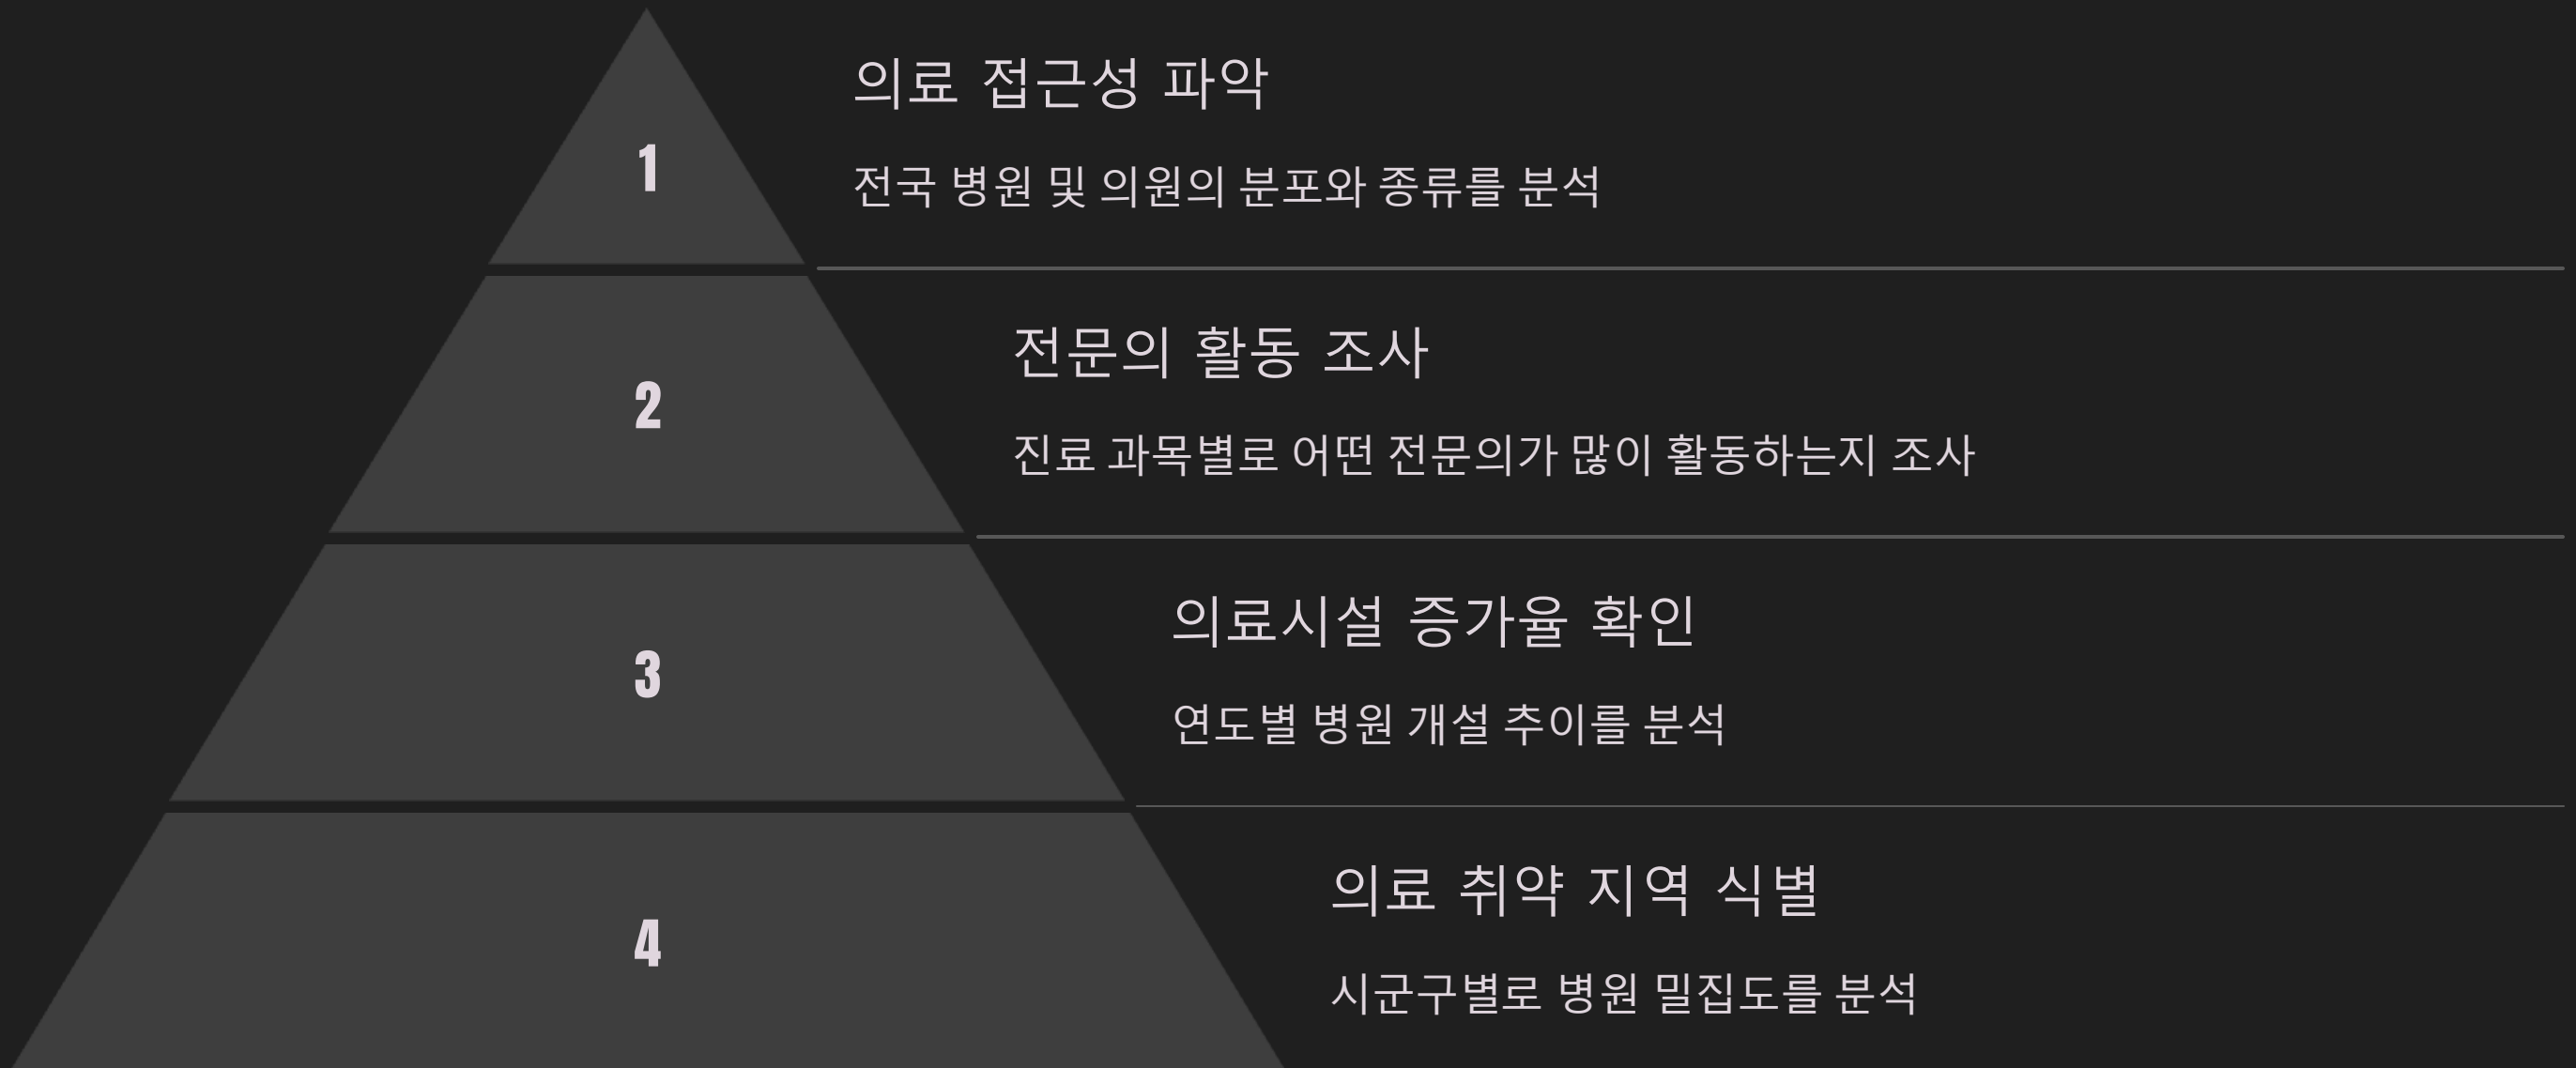 1
의료 접근성 파악
전국 병원 및 의원의 분포와 종류를 분석
2
전문의 활동 조사
진료 과목별로 어떤 전문의가 많이 활동하는지 조사
3
의료시설 증가율 확인
연도별 병원 개설 추이를 분석
4
의료 취약 지역 식별
시군구별로 병원 밀집도를 분석